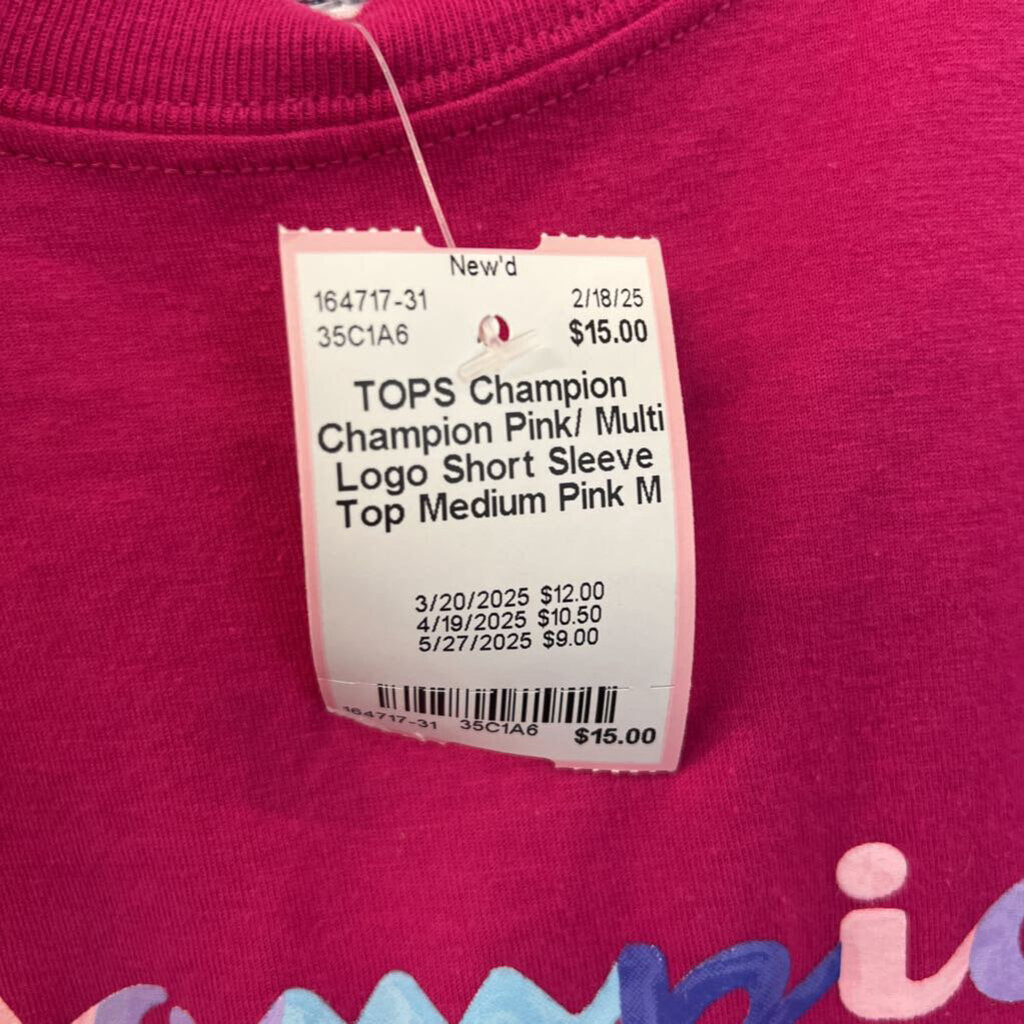 New'd
164717-31 2/18/25
35C1A6 $15.00
TOPS Champion
Champion Pink/ Multi
Logo Short Sleeve
Top Medium Pink M
3/20/2025 $12.00
4/19/2025 $10.50
5/27/2025 $9.00
164717-31 35C1A6 $15.00